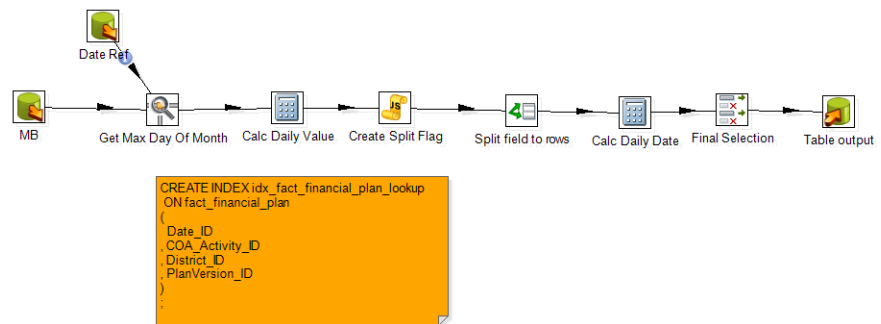 Date Ref
MB
Get Max Day Of Month
Calc Daily Value
Create Split Flag
JS
Split field to rows
Calc Daily Date
Final Selection
Table output
CREATE INDEX idx_fact_financial_plan_lookup
ON fact_financial_plan
(
Date_ID
, COA_Activity_ID
, District_ID
, PlanVersion_ID
)
;